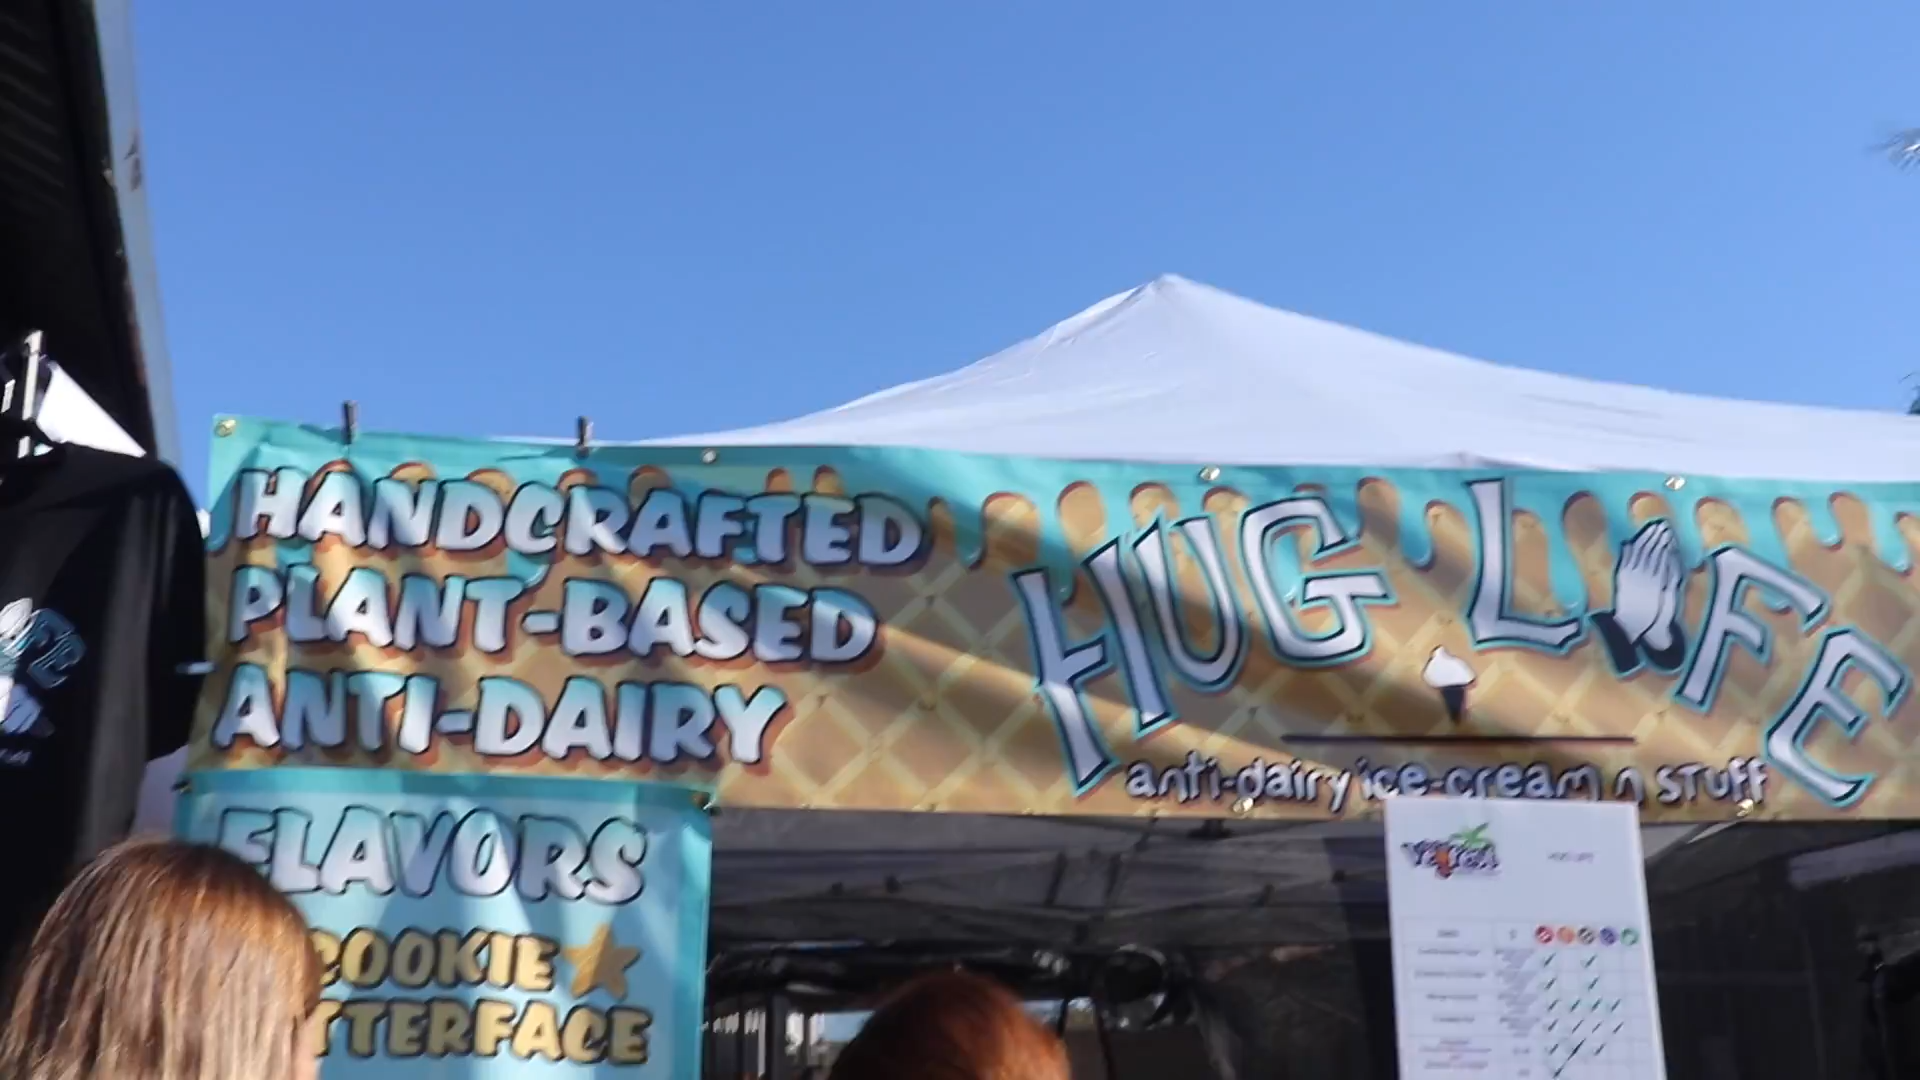 HANDCRAFTED
PLANT-BASED
ANTI-DAIRY
HUG LIFE
anti-dairy ice-cream n stuff
FLAVORS
COOKIE
TTERFACE